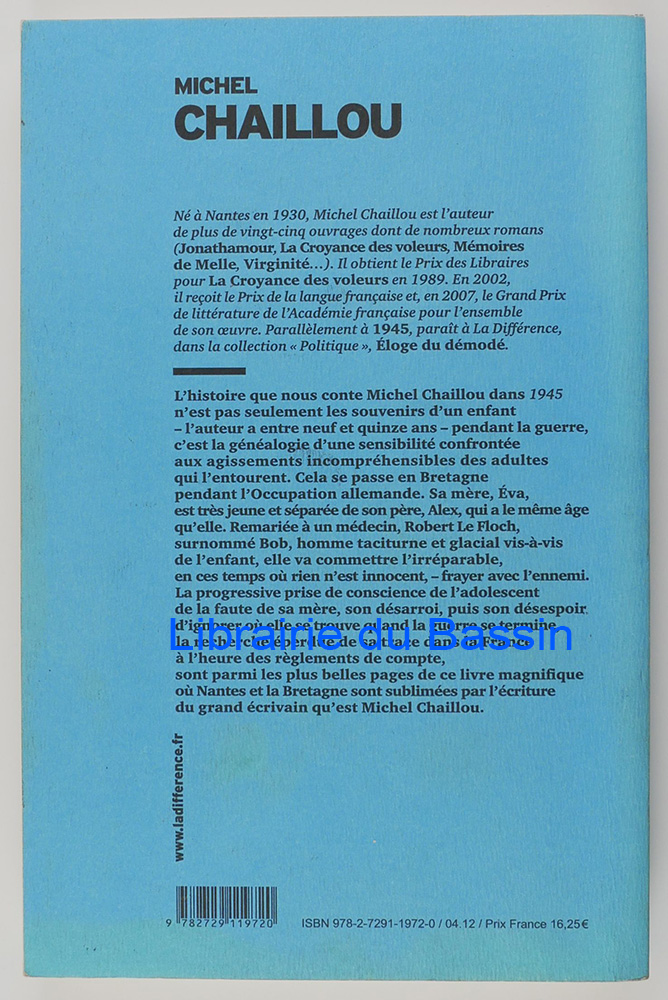 MICHEL
CHAILLOU
Né à Nantes en 1930, Michel Chaillou est l'auteur
de plus de vingt-cinq ouvrages dont de nombreux romans
(Jonathamour, La Croyance des voleurs, Mémoires
de Melle, Virginité…). Il obtient le Prix des Libraires
pour La Croyance des voleurs en 1989. En 2002,
il reçoit le Prix de la langue française et, en 2007, le Grand Prix
de littérature de l'Académie française pour l'ensemble
de son œuvre. Parallèlement à 1945, paraît à La Différence,
dans la collection « Politique », Éloge du démodé.
L'histoire que nous conte Michel Chaillou dans 1945
n'est pas seulement les souvenirs d'un enfant
– l'auteur a entre neuf et quinze ans – pendant la guerre,
c'est la généalogie d'une sensibilité confrontée
aux agissements incompréhensibles des adultes
qui l'entourent. Cela se passe en Bretagne
pendant l'Occupation allemande. Sa mère, Éva,
est très jeune et séparée de son père, Alex, qui a le même âge
qu'elle. Remariée à un médecin, Robert Le Floch,
surnommé Bob, homme taciturne et glacial vis-à-vis
de l'enfant, elle va commettre l'irréparable,
en ces temps où rien n'est innocent, – frayer avec l'ennemi.
La progressive prise de conscience de l'adolescent
de la faute de sa mère, son désarroi, puis son désespoir
d'ignorer où elle se trouve quand la guerre se termine,
Librairie du Bassin
la recherche éperdue de sa trace dans la France
à l'heure des règlements de compte,
sont parmi les plus belles pages de ce livre magnifique
où Nantes et la Bretagne sont sublimées par l'écriture
du grand écrivain qu'est Michel Chaillou.
www.ladifference.fr
9 782729 119720
ISBN 978-2-7291-1972-0 / 04.12 / Prix France 16,25 €